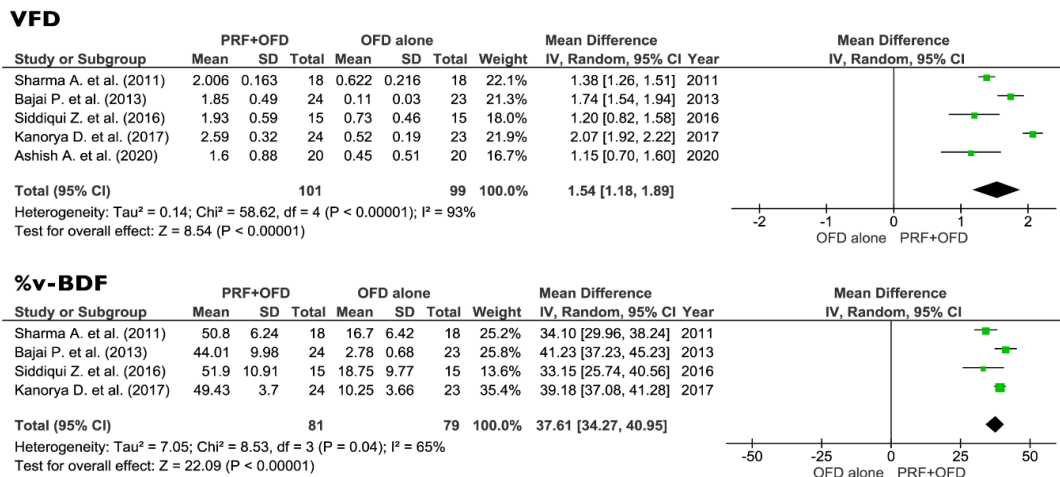 VFD
PRF+OFD OFD alone Mean Difference Mean Difference
Study or Subgroup Mean SD Total Mean SD Total Weight IV, Random, 95% CI Year IV, Random, 95% CI
Sharma A. et al. (2011) 2.006 0.163 18 0.622 0.216 18 22.1% 1.38 [1.26, 1.51] 2011
Bajai P. et al. (2013) 1.85 0.49 24 0.11 0.03 23 21.3% 1.74 [1.54, 1.94] 2013
Siddiqui Z. et al. (2016) 1.93 0.59 15 0.73 0.46 15 18.0% 1.20 [0.82, 1.58] 2016
Kanorya D. et al. (2017) 2.59 0.32 24 0.52 0.19 23 21.9% 2.07 [1.92, 2.22] 2017
Ashish A. et al. (2020) 1.6 0.88 20 0.45 0.51 20 16.7% 1.15 [0.70, 1.60] 2020
Total (95% CI) 101 99 100.0% 1.54 [1.18, 1.89]
Heterogeneity: Tau² = 0.14; Chi² = 58.62, df = 4 (P < 0.00001); I² = 93%
Test for overall effect: Z = 8.54 (P < 0.00001)
-2 -1 0 1 2
OFD alone PRF+OFD
%v-BDF
PRF+OFD OFD alone Mean Difference Mean Difference
Study or Subgroup Mean SD Total Mean SD Total Weight IV, Random, 95% CI Year IV, Random, 95% CI
Sharma A. et al. (2011) 50.8 6.24 18 16.7 6.42 18 25.2% 34.10 [29.96, 38.24] 2011
Bajai P. et al. (2013) 44.01 9.98 24 2.78 0.68 23 25.8% 41.23 [37.23, 45.23] 2013
Siddiqui Z. et al. (2016) 51.9 10.91 15 18.75 9.77 15 13.6% 33.15 [25.74, 40.56] 2016
Kanorya D. et al. (2017) 49.43 3.7 24 10.25 3.66 23 35.4% 39.18 [37.08, 41.28] 2017
Total (95% CI) 81 79 100.0% 37.61 [34.27, 40.95]
Heterogeneity: Tau² = 7.05; Chi² = 8.53, df = 3 (P = 0.04); I² = 65%
Test for overall effect: Z = 22.09 (P < 0.00001)
-50 -25 0 25 50
OFD alone PRF+OFD